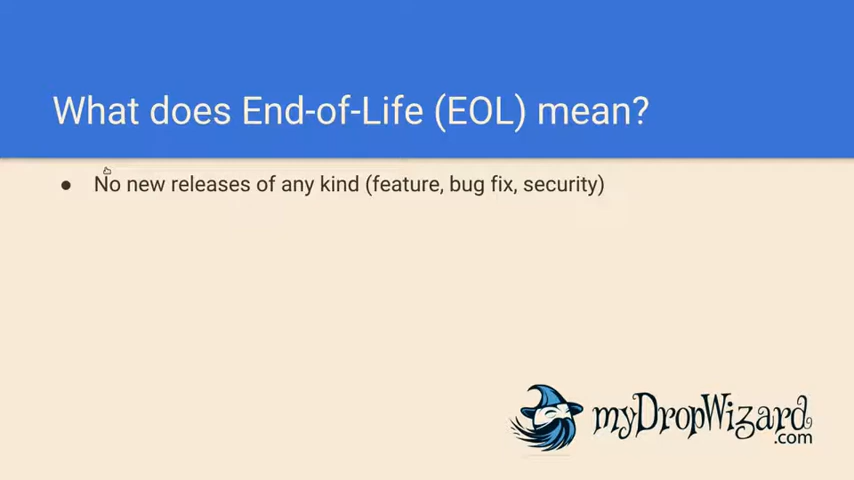 What does End-of-Life (EOL) mean?
● No new releases of any kind (feature, bug fix, security)
myDropWizard
.com